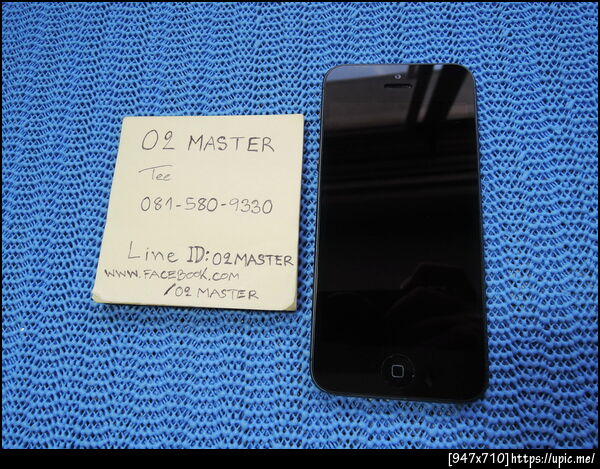 O2 MASTER
Tee
081-580-9330
Line ID: O2MASTER
WWW.FACEBOOK.COM
/O2 MASTER
[947x710]https://upic.me/